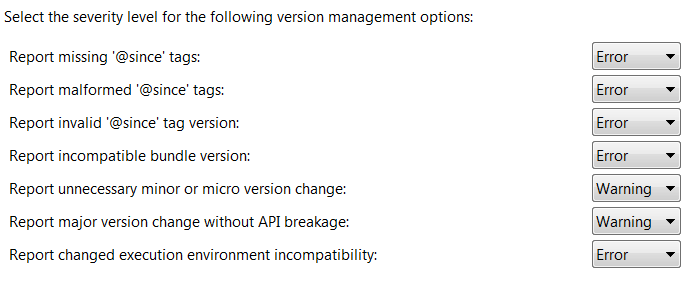 Select the severity level for the following version management options:
Report missing '@since' tags: Error
Report malformed '@since' tags: Error
Report invalid '@since' tag version: Error
Report incompatible bundle version: Error
Report unnecessary minor or micro version change: Warning
Report major version change without API breakage: Warning
Report changed execution environment incompatibility: Error